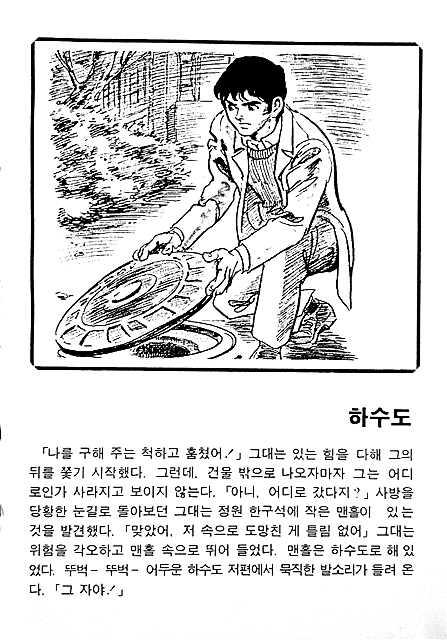 하수도
「나를 구해 주는 척하고 훔쳤어!」 그대는 있는 힘을 다해 그의
뒤를 쫓기 시작했다. 그런데, 건물 밖으로 나오자마자 그는 어디
로인가 사라지고 보이지 않는다. 「아니, 어디로 갔다지?」 사방을
당황한 눈길로 돌아보던 그대는 정원 한구석에 작은 맨홀이 있는
것을 발견했다. 「맞았어, 저 속으로 도망친 게 틀림 없어」 그대는
위험을 각오하고 맨홀 속으로 뛰어 들었다. 맨홀은 하수도로 해 있
었다. 뚜벅— 뚜벅— 어두운 하수도 저편에서 묵직한 발소리가 들려 온
다. 「그 자야!」